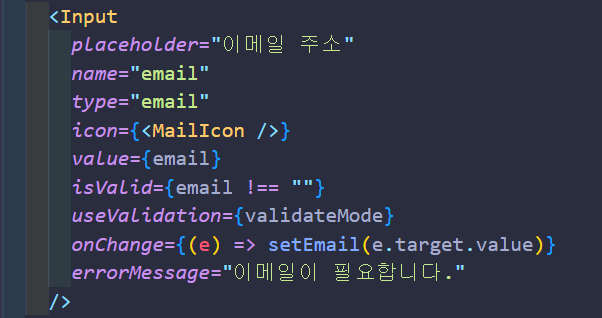 <Input
placeholder="이메일 주소"
name="email"
type="email"
icon={<MailIcon />}
value={email}
isValid={email !== ""}
useValidation={validateMode}
onChange={(e) => setEmail(e.target.value)}
errorMessage="이메일이 필요합니다."
/>